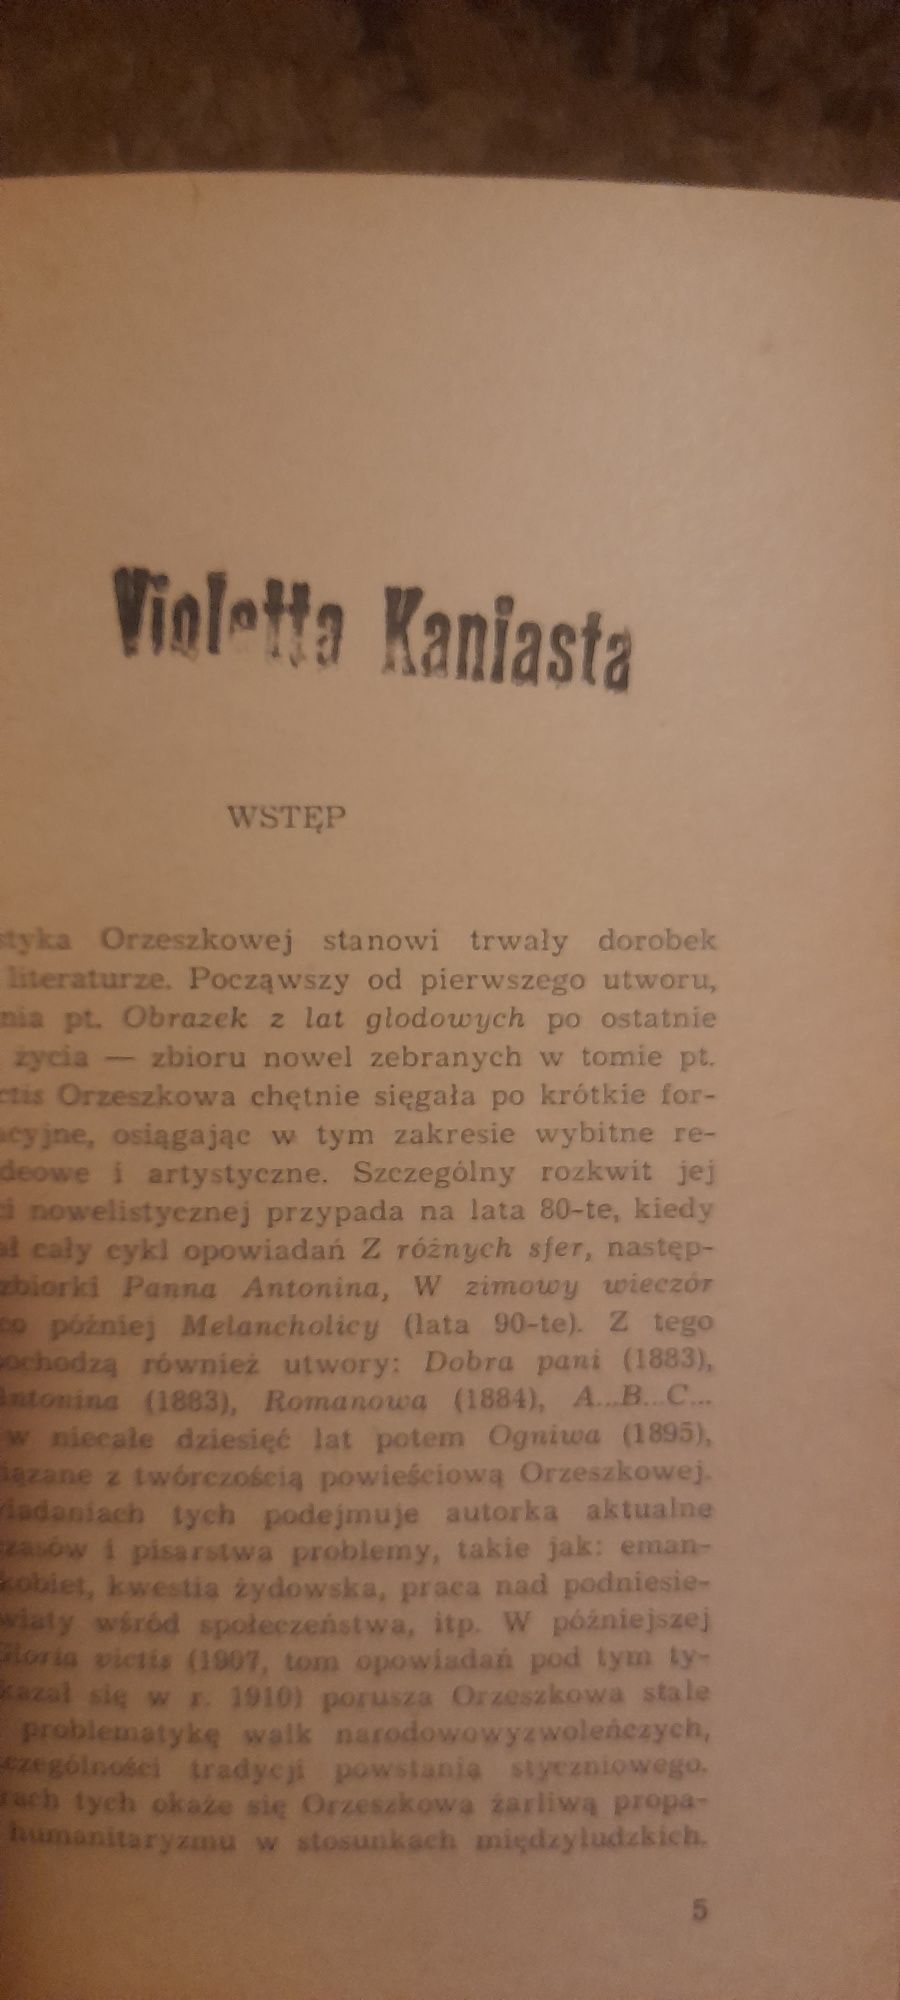 Violetta Kaniasta
WSTĘP
styka Orzeszkowej stanowi trwały dorobek
literaturze. Począwszy od pierwszego utworu,
nia pt. Obrazek z lat głodowych po ostatnie
życia — zbioru nowel zebranych w tomie pt.
ctis Orzeszkowa chętnie sięgała po krótkie for-
acyjne, osiągając w tym zakresie wybitne re-
deowe i artystyczne. Szczególny rozkwit jej
i nowelistycznej przypada na lata 80-te, kiedy
ał cały cykl opowiadań Z różnych sfer, następ-
zbiorki Panna Antonina, W zimowy wieczór
co później Melancholicy (lata 90-te). Z tego
ochodzą również utwory: Dobra pani (1883),
Antonina (1883), Romanowa (1884), A...B...C...
w niecałe dziesięć lat potem Ogniwa (1895),
iązane z twórczością powieściową Orzeszkowej.
iadaniach tych podejmuje autorka aktualne
czasów i pisarstwa problemy, takie jak: eman-
kobiet, kwestia żydowska, praca nad podniesie-
wiaty wśród społeczeństwa, itp. W późniejszej
Gloria victis (1907, tom opowiadań pod tym ty-
kazał się w r. 1910) porusza Orzeszkowa stale
problematykę walk narodowowyzwoleńczych,
czególności tradycji powstania styczniowego.
rach tych okaże się Orzeszkowa żarliwą propa-
humanitaryzmu w stosunkach międzyludzkich.
5